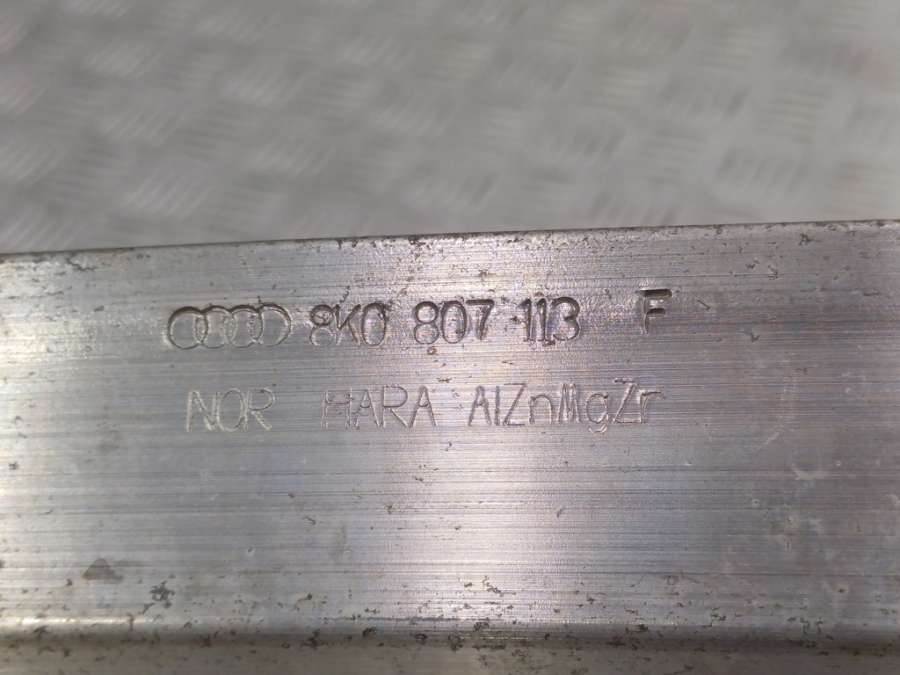 8K0 807 113 F
NOR HARA AlZnMgZr